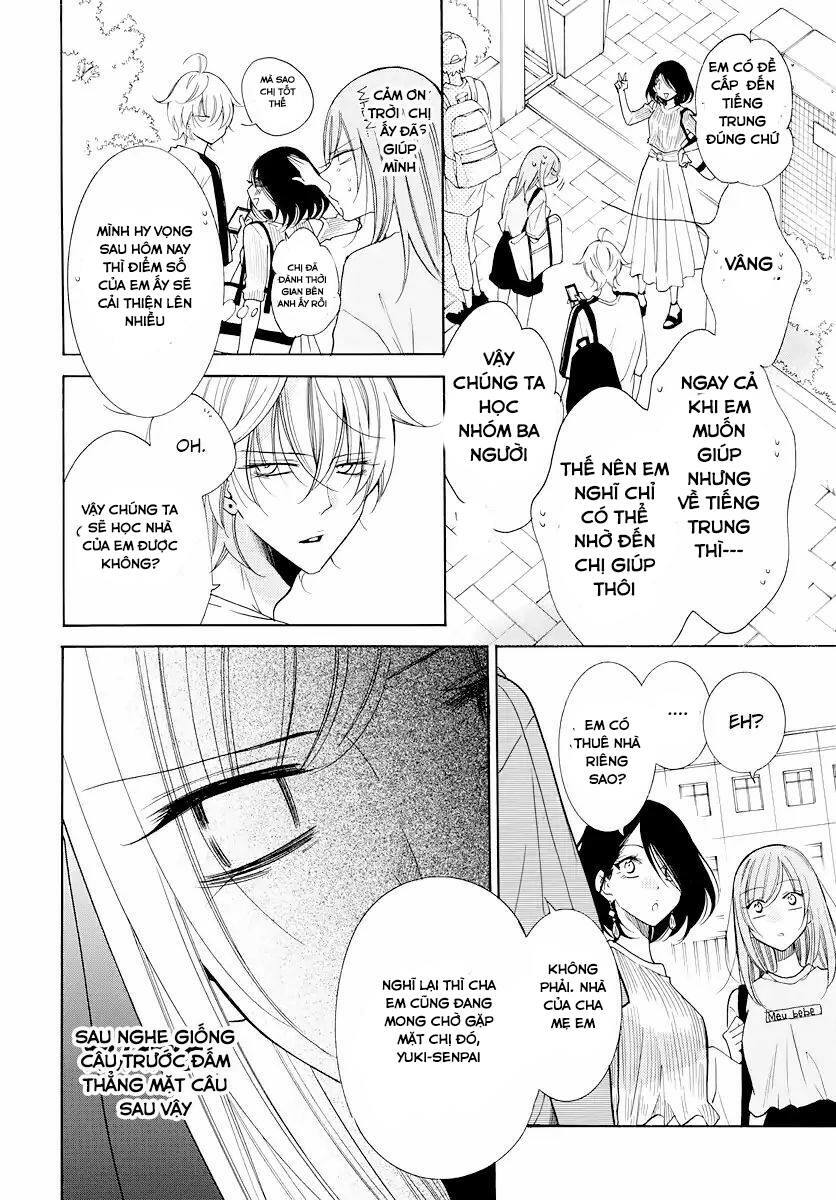 EM CÓ ĐỀ
CẤP ĐẾN
TIẾNG
TRUNG
ĐÚNG CHỨ
VÂNG
NGAY CẢ
KHI EM
MUỐN
GIÚP
NHƯNG
VỀ TIẾNG
TRUNG
THÌ---
THẾ NÊN EM
NGHĨ CHỈ
CÓ THỂ
NHỜ ĐẾN
CHỊ GIÚP
THÔI
VẬY
CHÚNG TA
HỌC
NHÓM BA
NGƯỜI
CẢM ƠN
TRỜI CHỊ
ẤY ĐÃ
GIÚP
MÌNH
MÀ SAO
CHỊ TỐT
THẾ
CHỊ ĐÃ
DÀNH THỜI
GIAN BÊN
ANH ẤY RỒI
MÌNH HY VỌNG
SAU HÔM NAY
THÌ ĐIỂM SỐ
CỦA EM ẤY SẼ
CẢI THIỆN LÊN
NHIỀU
OH.
VẬY CHÚNG TA
SẼ HỌC NHÀ
CỦA EM ĐƯỢC
KHÔNG?
EH?
....
EM CÓ
THUÊ NHÀ
RIÊNG
SAO?
Meu bebe
KHÔNG
PHẢI. NHÀ
CỦA CHA
MẸ EM
NGHĨ LẠI THÌ CHA
EM CŨNG ĐANG
MONG CHỜ GẶP
MẶT CHỊ ĐÓ,
YUKI-SENPAI
SAU NGHE GIỐNG
CÂU TRƯỚC ĐẤM
THẲNG MẶT CÂU
SAU VẬY